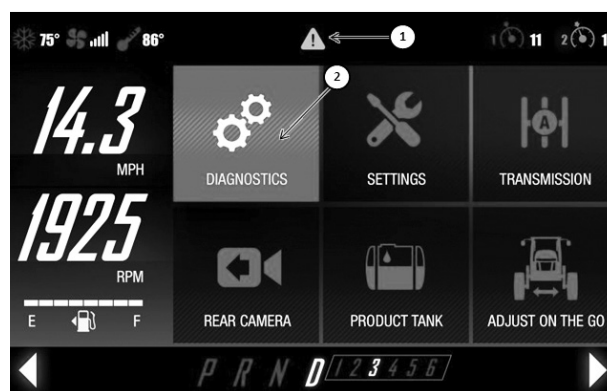 75° 86° 1 1 11 2 1
2
14.3
MPH
DIAGNOSTICS SETTINGS TRANSMISSION
A
1925
RPM
E F
REAR CAMERA PRODUCT TANK ADJUST ON THE GO
P R N D 1 2 3 4 5 6